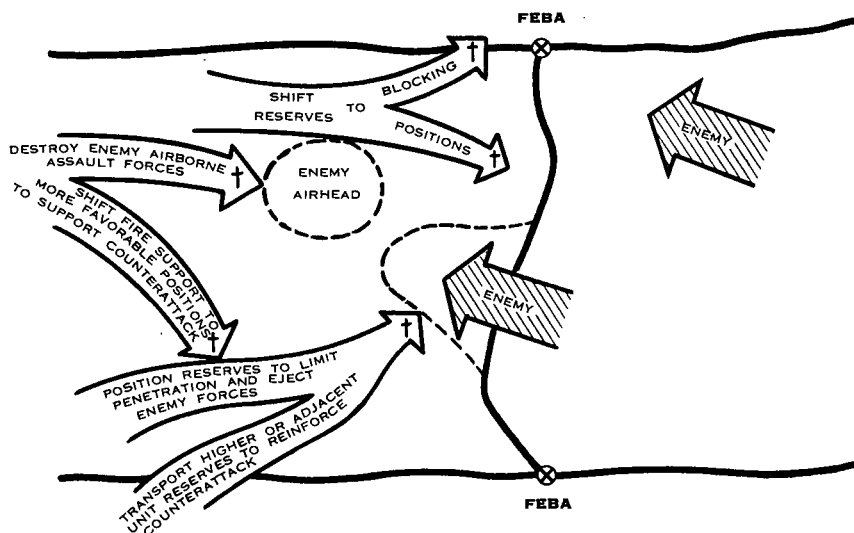 FEBA
SHIFT RESERVES TO BLOCKING POSITIONS
ENEMY
DESTROY ENEMY AIRBORNE
ASSAULT FORCES
ENEMY
AIRHEAD
SHIFT FIRE SUPPORT TO
MORE FAVORABLE POSITIONS
TO SUPPORT COUNTERATTACK
ENEMY
POSITION RESERVES TO LIMIT
PENETRATION AND EJECT
ENEMY FORCES
TRANSPORT HIGHER OR ADJACENT
UNIT RESERVES TO REINFORCE
COUNTERATTACK
FEBA